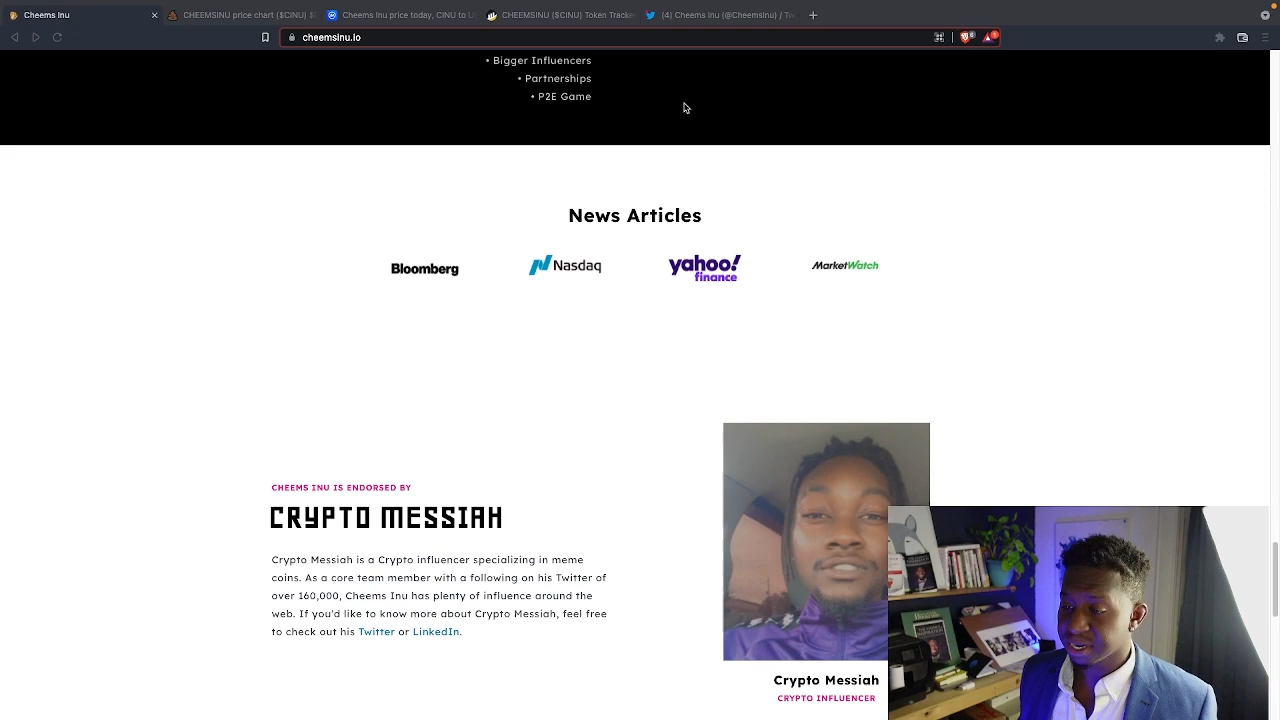 Cheems Inu
CHEEMSINU price chart ($CINU)
Cheems Inu price today, CINU to U
CHEEMSINU ($CINU) Token Tracker
(4) Cheems Inu (@CheemsInu) / Tw
cheemsinu.io
• Bigger Influencers
• Partnerships
• P2E Game
News Articles
Bloomberg
Nasdaq
yahoo!
finance
MarketWatch
CHEEMS INU IS ENDORSED BY
CRYPTO MESSIAH
Crypto Messiah is a Crypto influencer specializing in meme
coins. As a core team member with a following on his Twitter of
over 160,000, Cheems Inu has plenty of influence around the
web. If you'd like to know more about Crypto Messiah, feel free
to check out his Twitter or LinkedIn.
Crypto Messiah
CRYPTO INFLUENCER